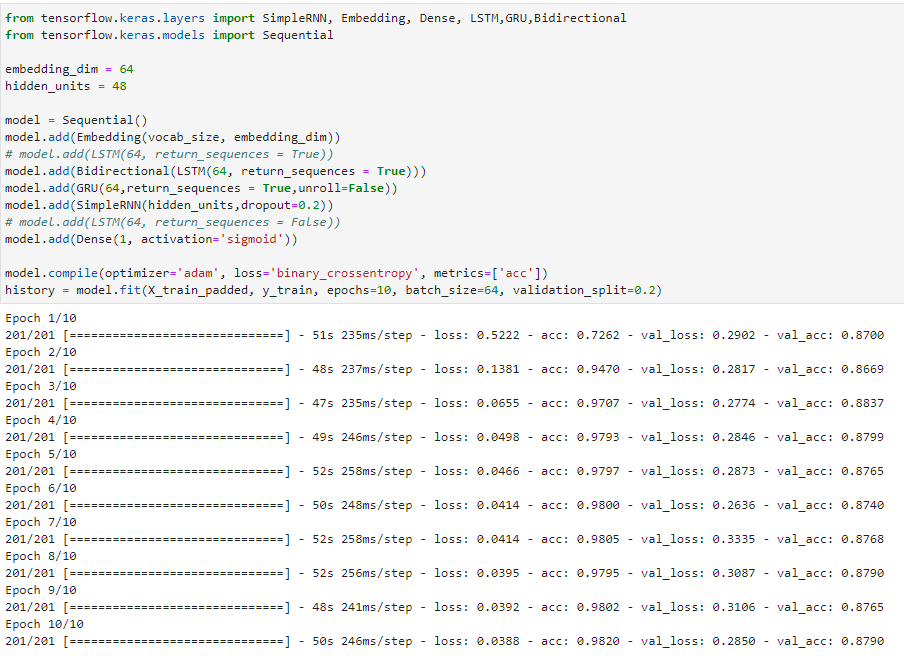 from tensorflow.keras.layers import SimpleRNN, Embedding, Dense, LSTM,GRU,Bidirectional
from tensorflow.keras.models import Sequential
embedding_dim = 64
hidden_units = 48
model = Sequential()
model.add(Embedding(vocab_size, embedding_dim))
# model.add(LSTM(64, return_sequences = True))
model.add(Bidirectional(LSTM(64, return_sequences = True)))
model.add(GRU(64,return_sequences = True,unroll=False))
model.add(SimpleRNN(hidden_units,dropout=0.2))
# model.add(LSTM(64, return_sequences = False))
model.add(Dense(1, activation='sigmoid'))
model.compile(optimizer='adam', loss='binary_crossentropy', metrics=['acc'])
history = model.fit(X_train_padded, y_train, epochs=10, batch_size=64, validation_split=0.2)
Epoch 1/10
201/201 [==============================] - 51s 235ms/step - loss: 0.5222 - acc: 0.7262 - val_loss: 0.2902 - val_acc: 0.8700
Epoch 2/10
201/201 [==============================] - 48s 237ms/step - loss: 0.1381 - acc: 0.9470 - val_loss: 0.2817 - val_acc: 0.8669
Epoch 3/10
201/201 [==============================] - 47s 235ms/step - loss: 0.0655 - acc: 0.9707 - val_loss: 0.2774 - val_acc: 0.8837
Epoch 4/10
201/201 [==============================] - 49s 246ms/step - loss: 0.0498 - acc: 0.9793 - val_loss: 0.2846 - val_acc: 0.8799
Epoch 5/10
201/201 [==============================] - 52s 258ms/step - loss: 0.0466 - acc: 0.9797 - val_loss: 0.2873 - val_acc: 0.8765
Epoch 6/10
201/201 [==============================] - 50s 248ms/step - loss: 0.0414 - acc: 0.9800 - val_loss: 0.2636 - val_acc: 0.8740
Epoch 7/10
201/201 [==============================] - 52s 258ms/step - loss: 0.0414 - acc: 0.9805 - val_loss: 0.3335 - val_acc: 0.8768
Epoch 8/10
201/201 [==============================] - 52s 256ms/step - loss: 0.0395 - acc: 0.9795 - val_loss: 0.3087 - val_acc: 0.8790
Epoch 9/10
201/201 [==============================] - 48s 241ms/step - loss: 0.0392 - acc: 0.9802 - val_loss: 0.3106 - val_acc: 0.8765
Epoch 10/10
201/201 [==============================] - 50s 246ms/step - loss: 0.0388 - acc: 0.9820 - val_loss: 0.2850 - val_acc: 0.8790